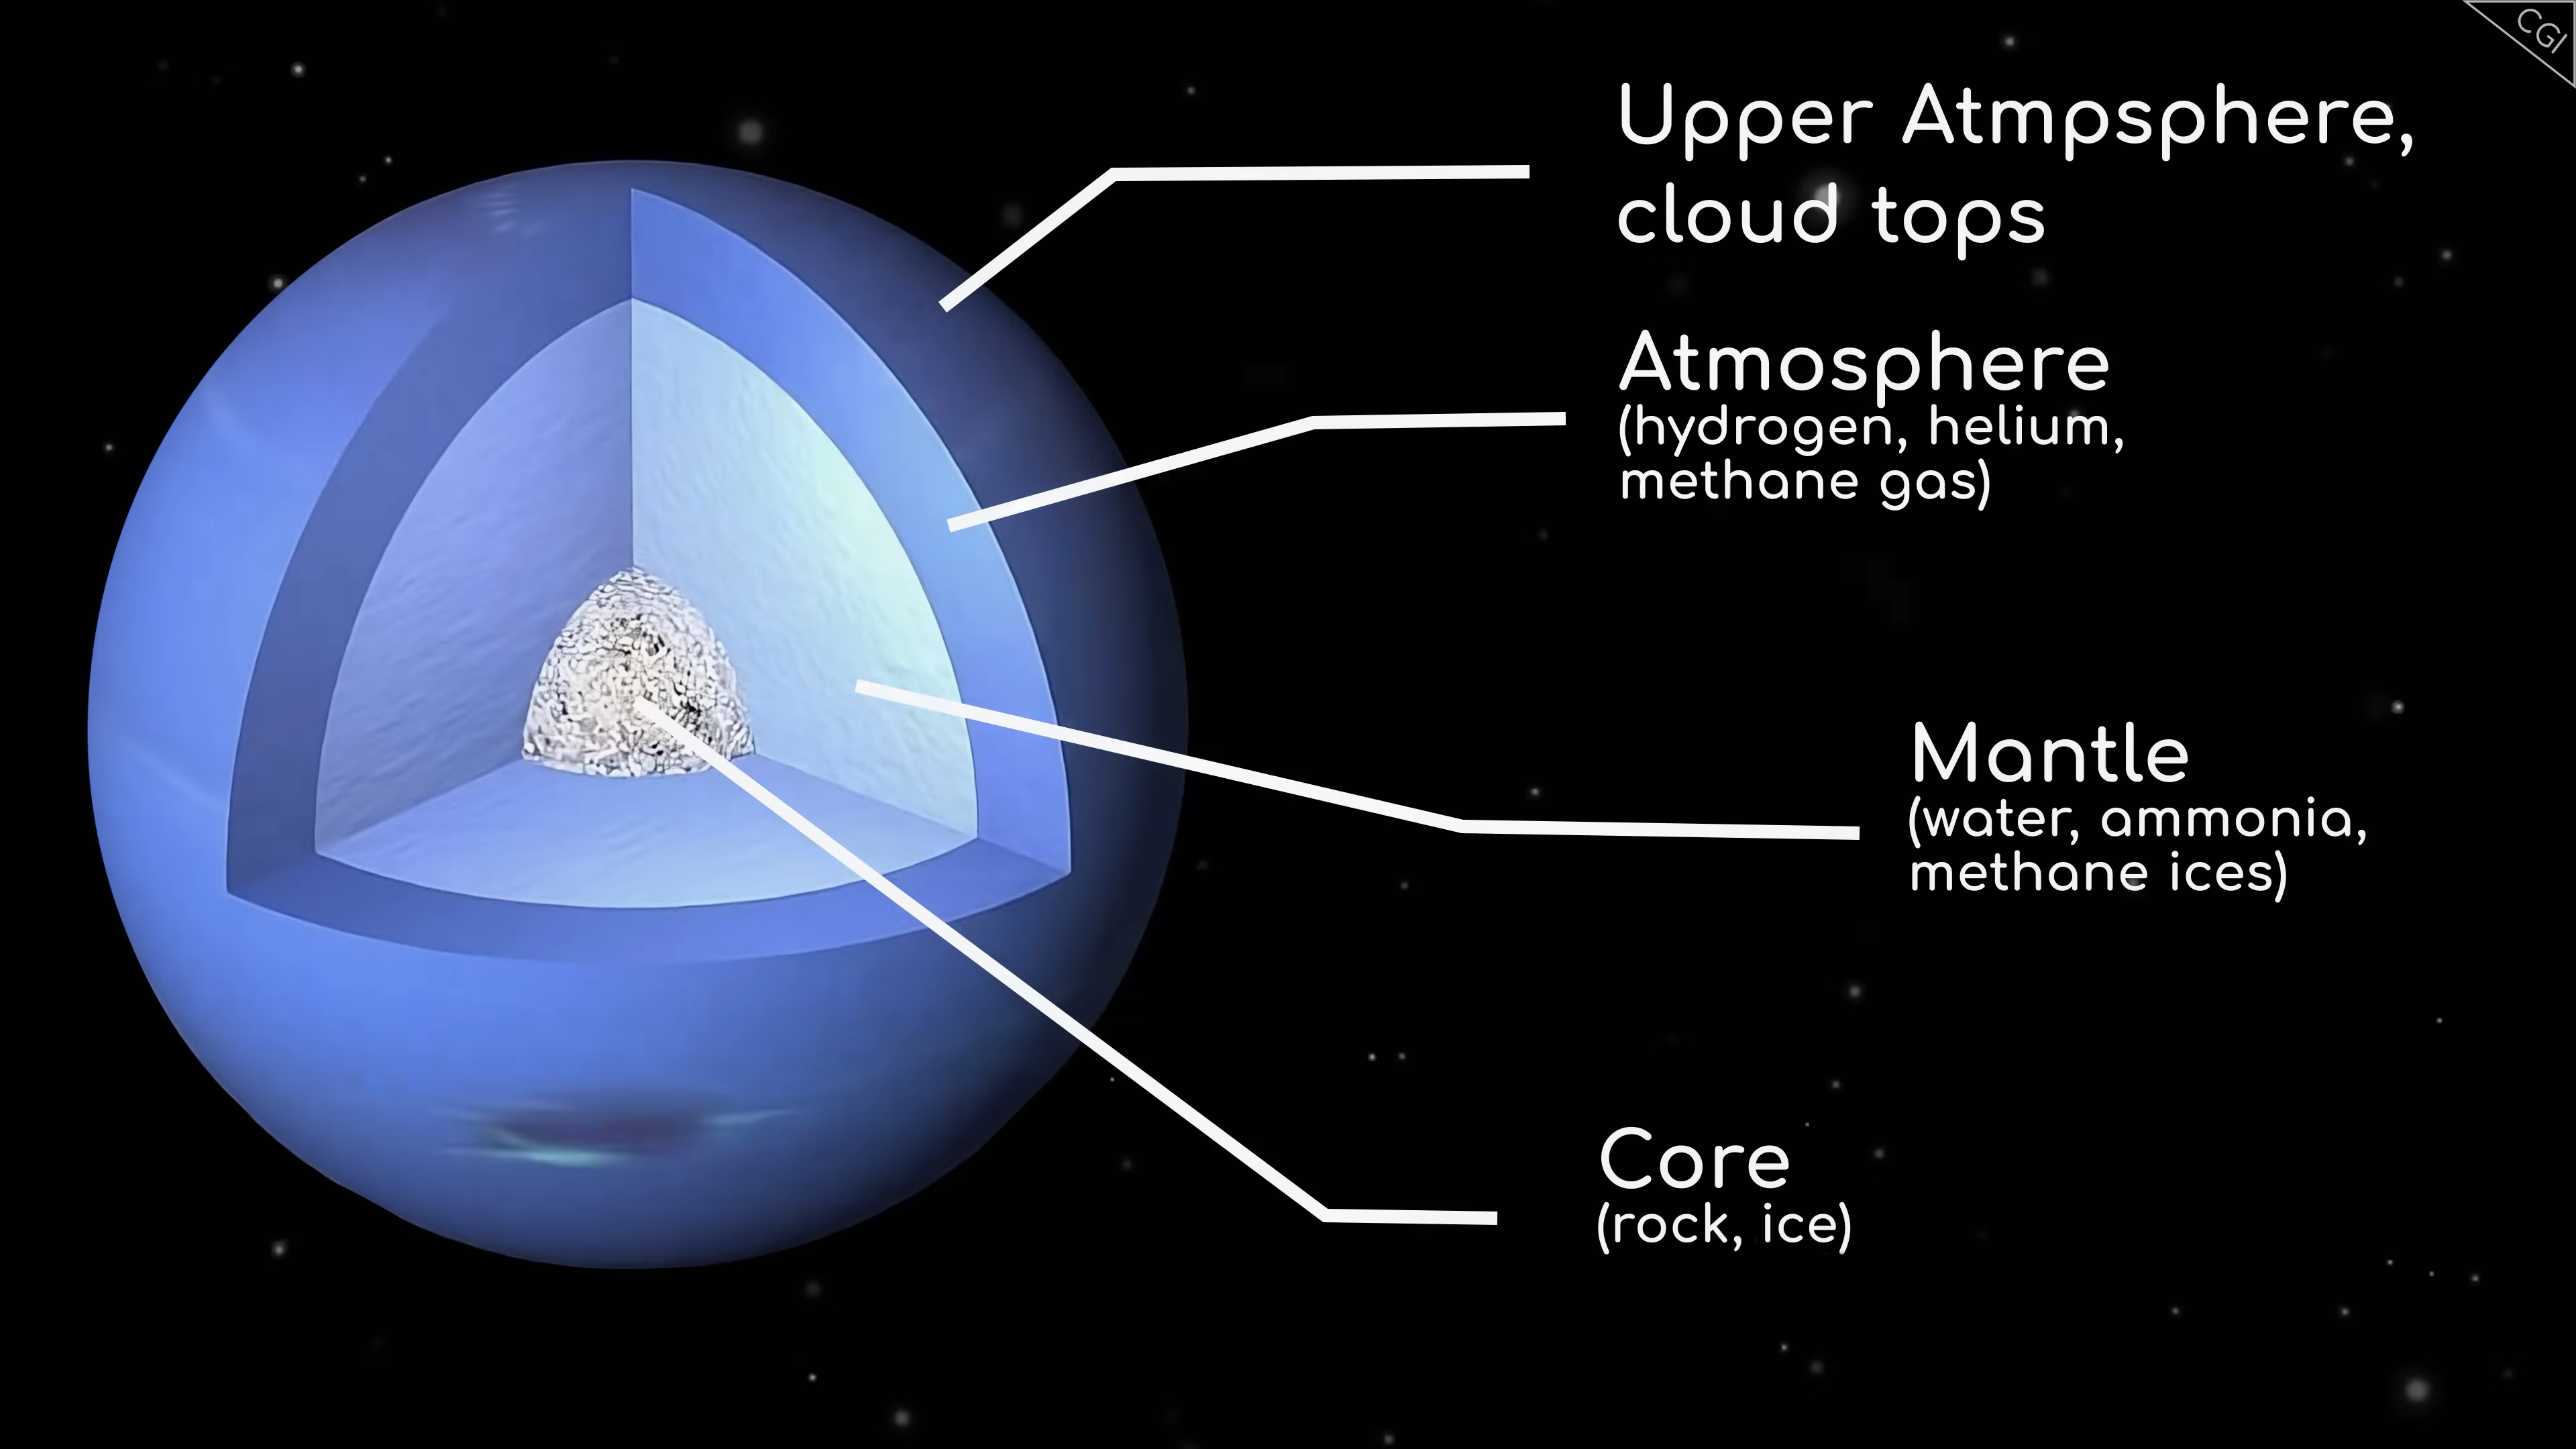 CGI
Upper Atmpsphere,
cloud tops
Atmosphere
(hydrogen, helium,
methane gas)
Mantle
(water, ammonia,
methane ices)
Core
(rock, ice)